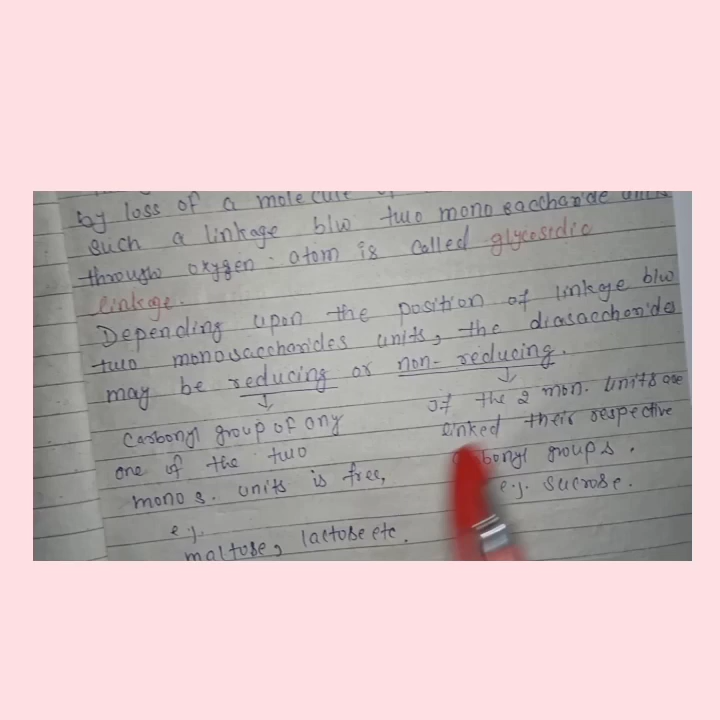 by loss of a molecule
such a linkage b/w two mono saccharide units
through oxygen atom is called glycosidic
linkage.
Depending upon the position of linkage b/w
two monosaccharides units, the diasaccharides
may be reducing or non-reducing.
Carbonyl group of any
one of the two
mono s. units is free,
e.g.
maltose, lactose etc.
If the 2 mon. units are
linked their respective
carbonyl groups.
e.g. sucrose.